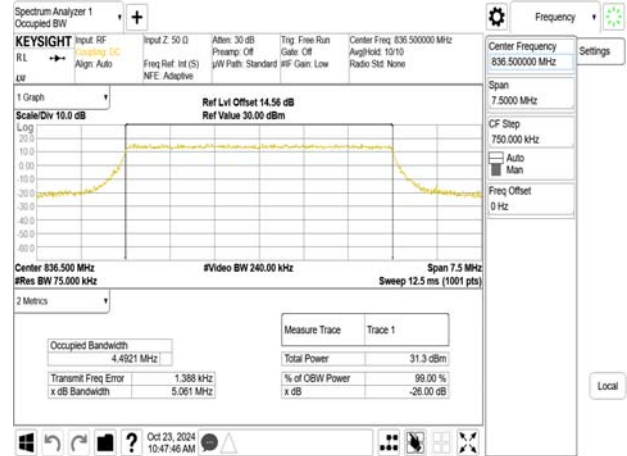 Spectrum Analyzer 1
Occupied BW
Frequency
KEYSIGHT
Input: RF
Coupling: DC
Align: Auto
Input Z: 50 Ω
Freq Ref: Int (S)
NFE: Adaptive
Atten: 30 dB
Preamp: Off
µW Path: Standard
Trig: Free Run
Gate: Off
#IF Gain: Low
Center Freq: 836.500000 MHz
Avg|Hold: 10/10
Radio Std: None
RL
LVI
Center Frequency
836.500000 MHz
Settings
Span
7.5000 MHz
CF Step
750.000 kHz
Auto
Man
Freq Offset
0 Hz
Local
1 Graph
Scale/Div 10.0 dB
Ref Lvl Offset 14.56 dB
Ref Value 30.00 dBm
Log
20.0
10.0
0.00
-10.0
-20.0
-30.0
-40.0
-50.0
-60.0
Center 836.500 MHz
#Video BW 240.00 kHz
Span 7.5 MHz
#Res BW 75.000 kHz
Sweep 12.5 ms (1001 pts)
2 Metrics
Measure Trace
Trace 1
Occupied Bandwidth
4.4921 MHz
Total Power
31.3 dBm
Transmit Freq Error
1.388 kHz
% of OBW Power
99.00 %
x dB Bandwidth
5.061 MHz
x dB
-26.00 dB
Oct 23, 2024
10:47:46 AM